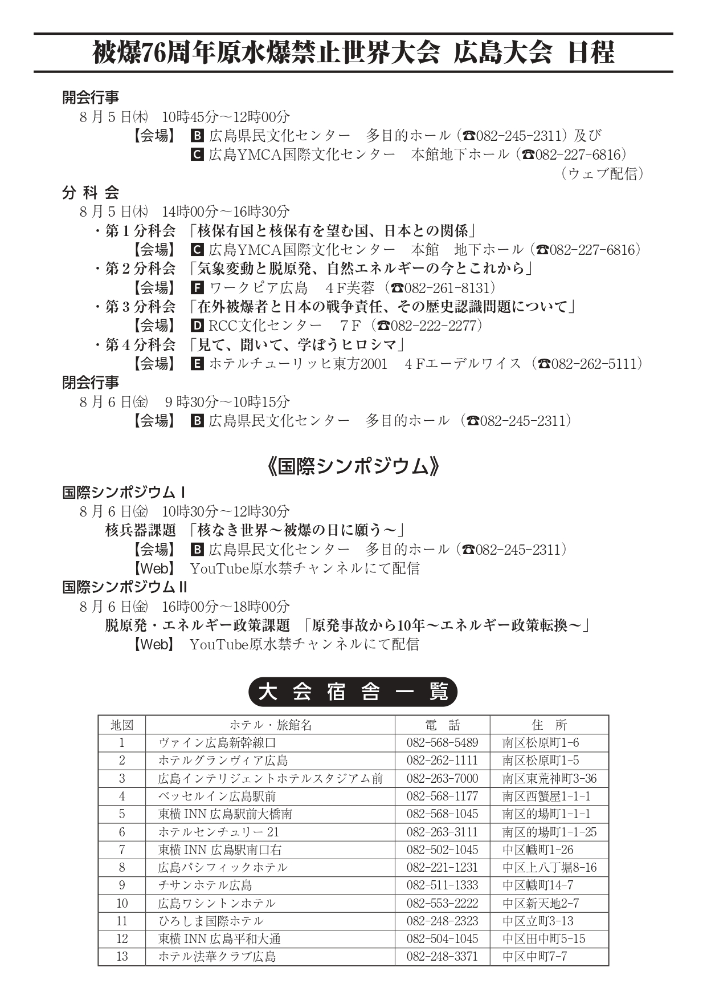 被爆76周年原水爆禁止世界大会 広島大会 日程
開会行事
8月5日㈭ 10時45分〜12時00分
【会場】 B 広島県民文化センター 多目的ホール（☎082-245-2311）及び
C 広島YMCA国際文化センター 本館地下ホール（☎082-227-6816）
（ウェブ配信）
分科会
8月5日㈭ 14時00分〜16時30分
・第1分科会 「核保有国と核保有を望む国、日本との関係」
【会場】 C 広島YMCA国際文化センター 本館 地下ホール（☎082-227-6816）
・第2分科会 「気象変動と脱原発、自然エネルギーの今とこれから」
【会場】 F ワークピア広島 4F芙蓉（☎082-261-8131）
・第3分科会 「在外被爆者と日本の戦争責任、その歴史認識問題について」
【会場】 D RCC文化センター 7F（☎082-222-2277）
・第4分科会 「見て、聞いて、学ぼうヒロシマ」
【会場】 E ホテルチューリッヒ東方2001 4Fエーデルワイス（☎082-262-5111）
閉会行事
8月6日㈮ 9時30分〜10時15分
【会場】 B 広島県民文化センター 多目的ホール（☎082-245-2311）
《国際シンポジウム》
国際シンポジウムⅠ
8月6日㈮ 10時30分〜12時30分
核兵器課題 「核なき世界〜被爆の日に願う〜」
【会場】 B 広島県民文化センター 多目的ホール（☎082-245-2311）
【Web】 YouTube原水禁チャンネルにて配信
国際シンポジウムⅡ
8月6日㈮ 16時00分〜18時00分
脱原発・エネルギー政策課題 「原発事故から10年〜エネルギー政策転換〜」
【Web】 YouTube原水禁チャンネルにて配信
大会宿舎一覧
地図 ホテル・旅館名 電話 住所
1 ヴァイン広島新幹線口 082-568-5489 南区松原町1-6
2 ホテルグランヴィア広島 082-262-1111 南区松原町1-5
3 広島インテリジェントホテルスタジアム前 082-263-7000 南区東荒神町3-36
4 ベッセルイン広島駅前 082-568-1177 南区西蟹屋1-1-1
5 東横 INN 広島駅前大橋南 082-568-1045 南区的場町1-1-1
6 ホテルセンチュリー 21 082-263-3111 南区的場町1-1-25
7 東横 INN 広島駅南口右 082-502-1045 中区幟町1-26
8 広島パシフィックホテル 082-221-1231 中区上八丁堀8-16
9 チサンホテル広島 082-511-1333 中区幟町14-7
10 広島ワシントンホテル 082-553-2222 中区新天地2-7
11 ひろしま国際ホテル 082-248-2323 中区立町3-13
12 東横 INN 広島平和大通 082-504-1045 中区田中町5-15
13 ホテル法華クラブ広島 082-248-3371 中区中町7-7